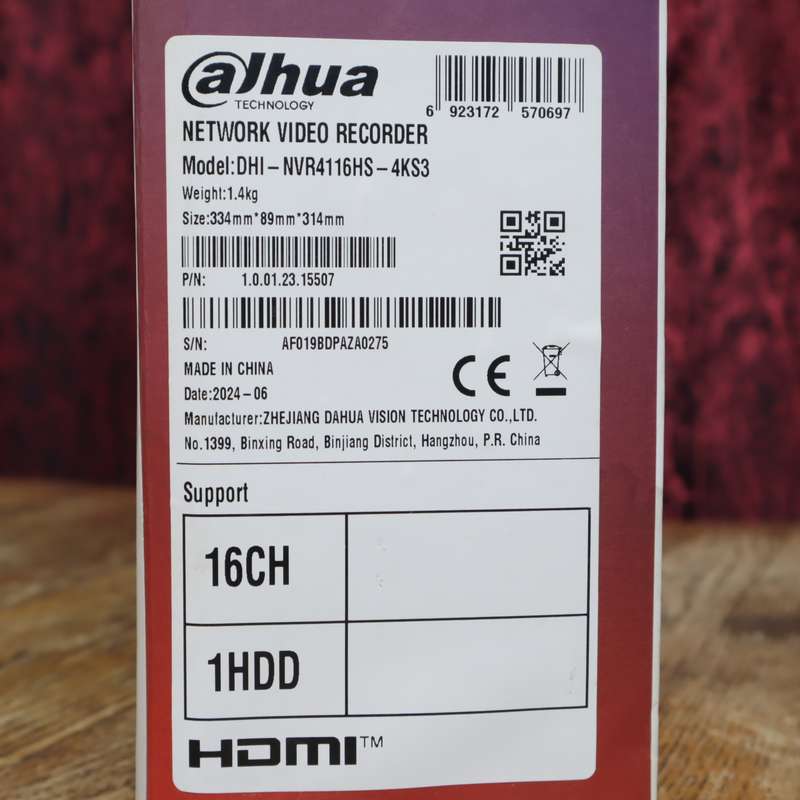 alhua
TECHNOLOGY
6 923172 570697
NETWORK VIDEO RECORDER
Model:DHI-NVR4116HS-4KS3
Weight:1.4kg
Size:334mm*89mm*314mm
P/N: 1.0.01.23.15507
S/N: AF019BDPAZA0275
MADE IN CHINA
Date:2024-06
Manufacturer:ZHEJIANG DAHUA VISION TECHNOLOGY CO.,LTD.
No.1399, Binxing Road, Binjiang District, Hangzhou, P.R. China
CE
Support
16CH
1HDD
HDMI™